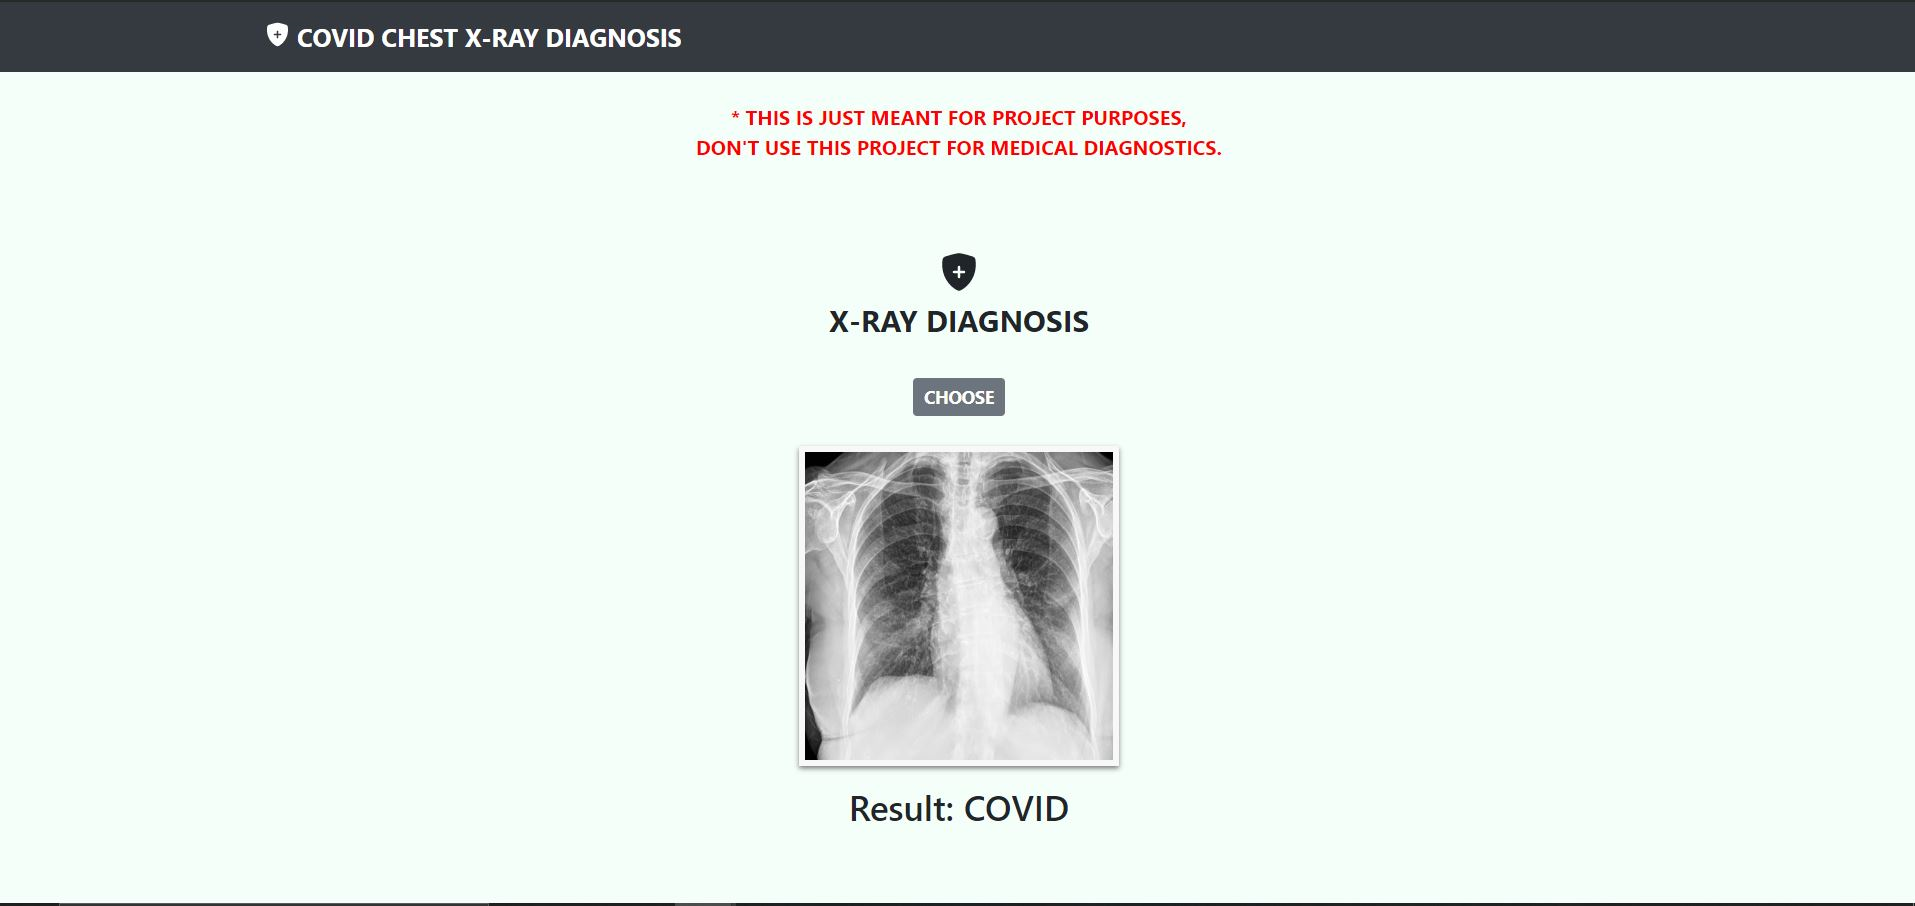 COVID CHEST X-RAY DIAGNOSIS
* THIS IS JUST MEANT FOR PROJECT PURPOSES,
DON'T USE THIS PROJECT FOR MEDICAL DIAGNOSTICS.
X-RAY DIAGNOSIS
CHOOSE
Result: COVID